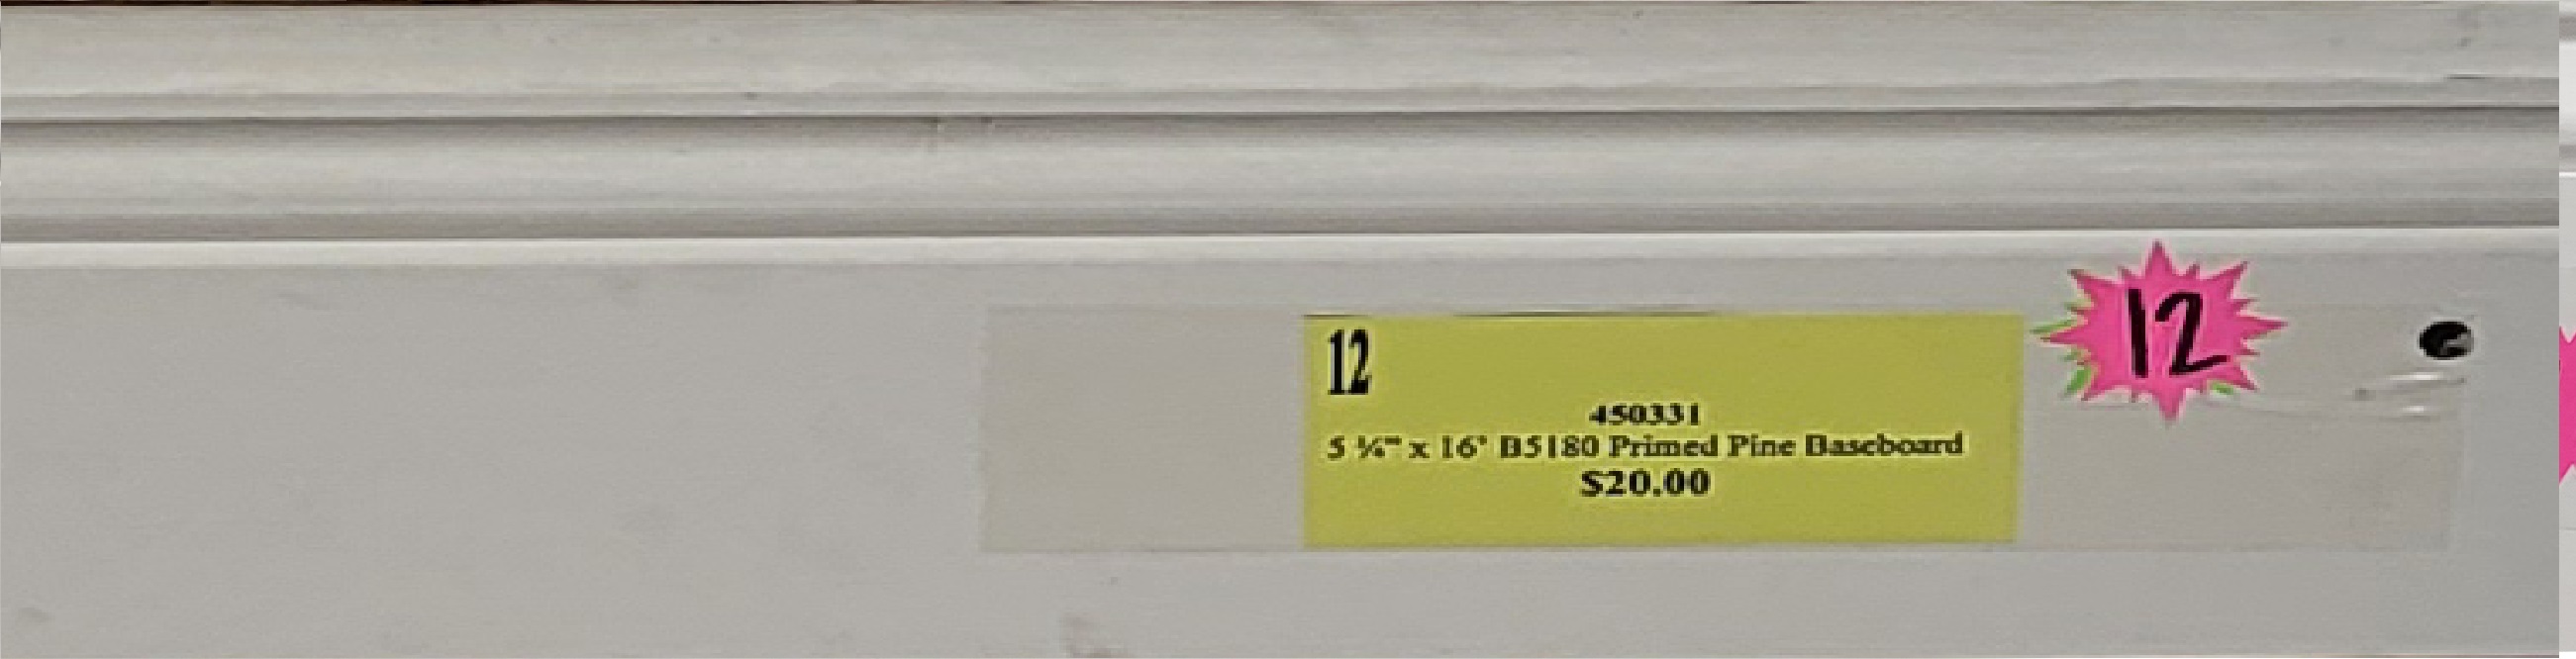 12
12
450331
5 ¼" x 16' B5180 Primed Pine Baseboard
$20.00